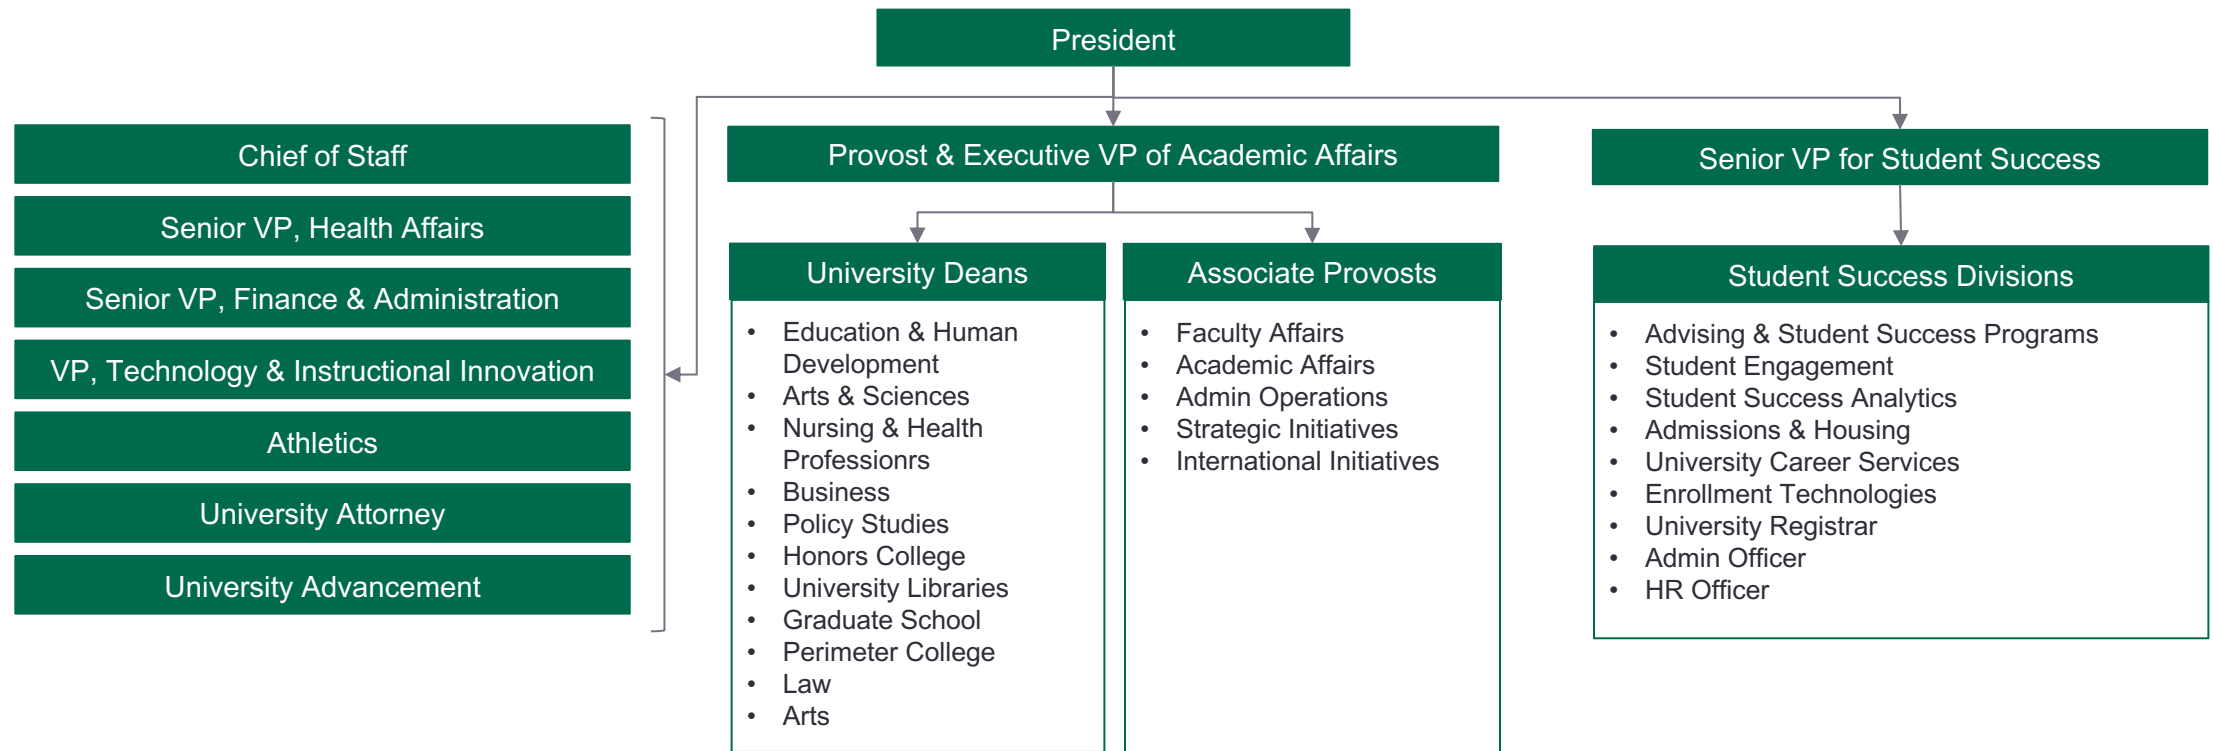 President
Chief of Staff
Senior VP, Health Affairs
Senior VP, Finance & Administration
VP, Technology & Instructional Innovation
Athletics
University Attorney
University Advancement
Provost & Executive VP of Academic Affairs
University Deans
• Education & Human
Development
• Arts & Sciences
• Nursing & Health
Professionrs
• Business
• Policy Studies
• Honors College
• University Libraries
• Graduate School
• Perimeter College
• Law
• Arts
Associate Provosts
• Faculty Affairs
• Academic Affairs
• Admin Operations
• Strategic Initiatives
• International Initiatives
Senior VP for Student Success
Student Success Divisions
• Advising & Student Success Programs
• Student Engagement
• Student Success Analytics
• Admissions & Housing
• University Career Services
• Enrollment Technologies
• University Registrar
• Admin Officer
• HR Officer